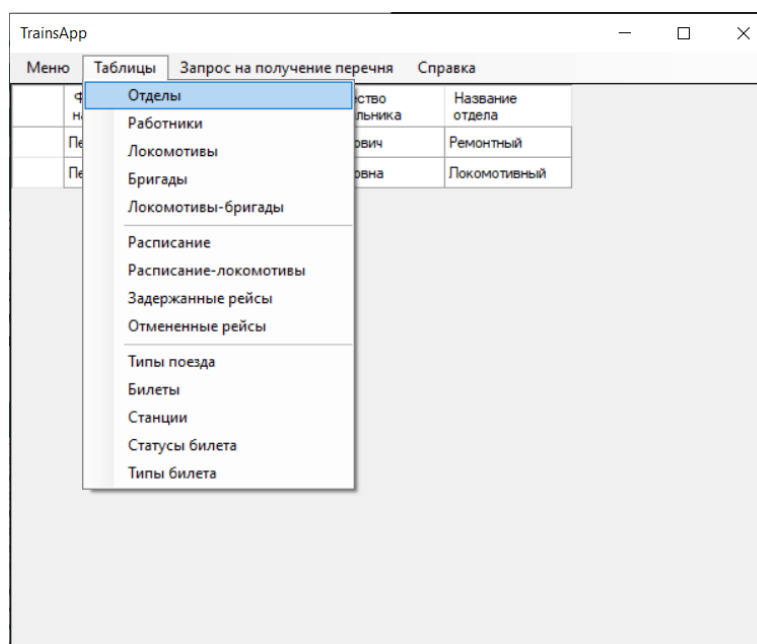 TrainsApp
Меню Таблицы Запрос на получение перечня Справка
Название
отдела
Ремонтный
Локомотивный
Отделы
Работники
Локомотивы
Бригады
Локомотивы-бригады
Расписание
Расписание-локомотивы
Задержанные рейсы
Отмененные рейсы
Типы поезда
Билеты
Станции
Статусы билета
Типы билета